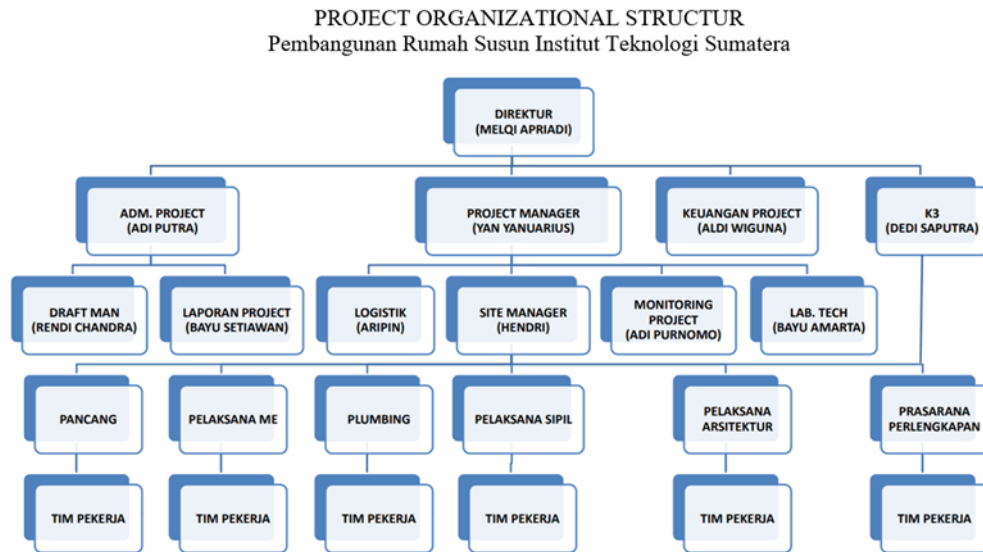 PROJECT ORGANIZATIONAL STRUCTUR
Pembangunan Rumah Susun Institut Teknologi Sumatera
DIREKTUR
(MELQI APRIADI)
ADM. PROJECT
(ADI PUTRA)
PROJECT MANAGER
(YAN YANUARIUS)
KEUANGAN PROJECT
(ALDI WIGUNA)
K3
(DEDI SAPUTRA)
DRAFT MAN
(RENDI CHANDRA)
LAPORAN PROJECT
(BAYU SETIAWAN)
LOGISTIK
(ARIPIN)
SITE MANAGER
(HENDRI)
MONITORING
PROJECT
(ADI PURNOMO)
LAB. TECH
(BAYU AMARTA)
PANCANG
PELAKSANA ME
PLUMBING
PELAKSANA SIPIL
PELAKSANA
ARSITEKTUR
PRASARANA
PERLENGKAPAN
TIM PEKERJA
TIM PEKERJA
TIM PEKERJA
TIM PEKERJA
TIM PEKERJA
TIM PEKERJA